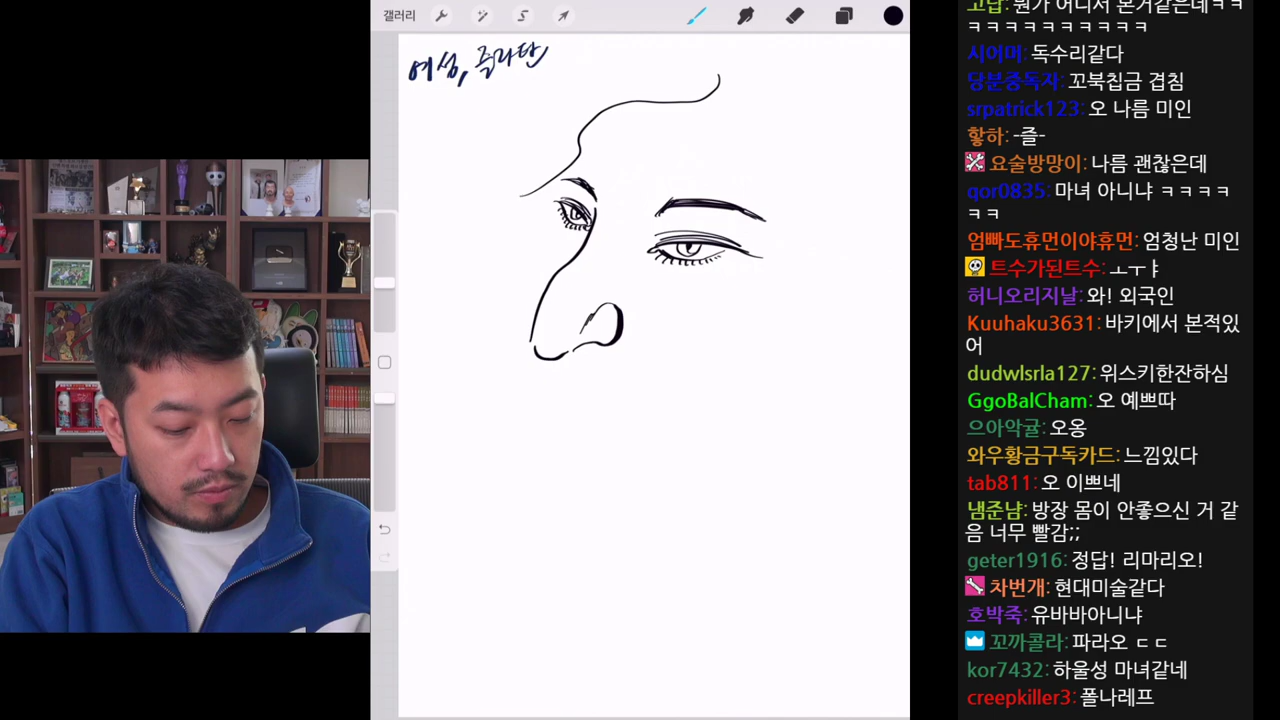 갤러리
여성, 즉라탄
고답: 뭔가 어디서 본거같은데ㅋㅋ
ㅋㅋㅋㅋㅋㅋㅋㅋㅋㅋ
시어미: 독수리같다
당분중독자: 꼬북칩금 겹침
srpatrick123: 오 나름 미인
핳하: -즐-
요술방망이: 나름 괜찮은데
qor0835: 마녀 아니냐 ㅋㅋㅋㅋ
ㅋㅋ
엄빠도휴먼이야휴먼: 엄청난 미인
트수가된트수: ㅗㅜㅑ
허니오리지날: 와! 외국인
Kuuhaku3631: 바키에서 본적있
어
dudwlsrla127: 위스키한잔하심
GgoBalCham: 오 예쁘따
으아악귤: 오옹
와우황금구독카드: 느낌있다
tab811: 오 이쁘네
냄준냠: 방장 몸이 안좋으신 거 같
음 너무 빨감;;
geter1916: 정답! 리마리오!
차번개: 현대미술같다
호박죽: 유바바아니냐
꼬까콜라: 파라오 ㄷㄷ
kor7432: 하울성 마녀같네
creepkiller3: 폴나레프